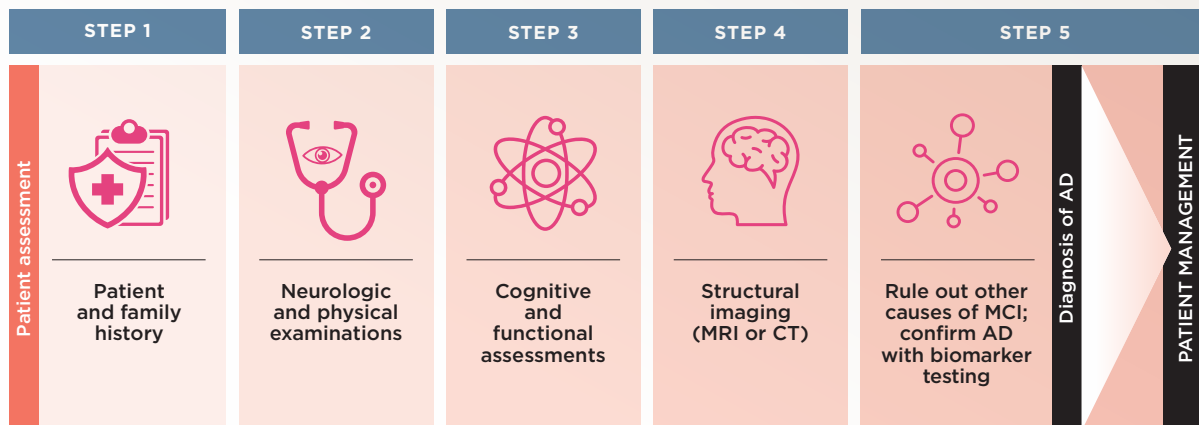 STEP 1
STEP 2
STEP 3
STEP 4
STEP 5
Patient assessment
Patient
and family
history
Neurologic
and physical
examinations
Cognitive
and
functional
assessments
Structural
imaging
(MRI or CT)
Rule out other
causes of MCI;
confirm AD
with biomarker
testing
Diagnosis of AD
PATIENT MANAGEMENT